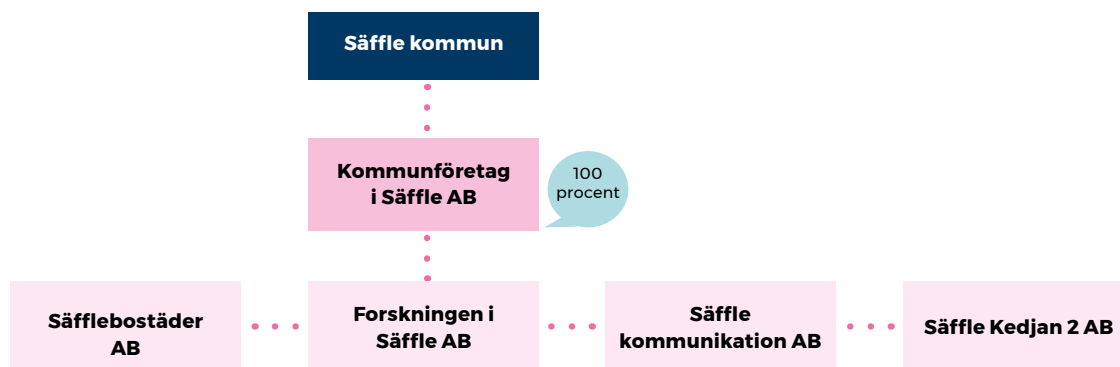 Säffle kommun
Kommunföretag
i Säffle AB
100
procent
Säfflebostäder
AB
Forskningen i
Säffle AB
Säffle
kommunikation AB
Säffle Kedjan 2 AB